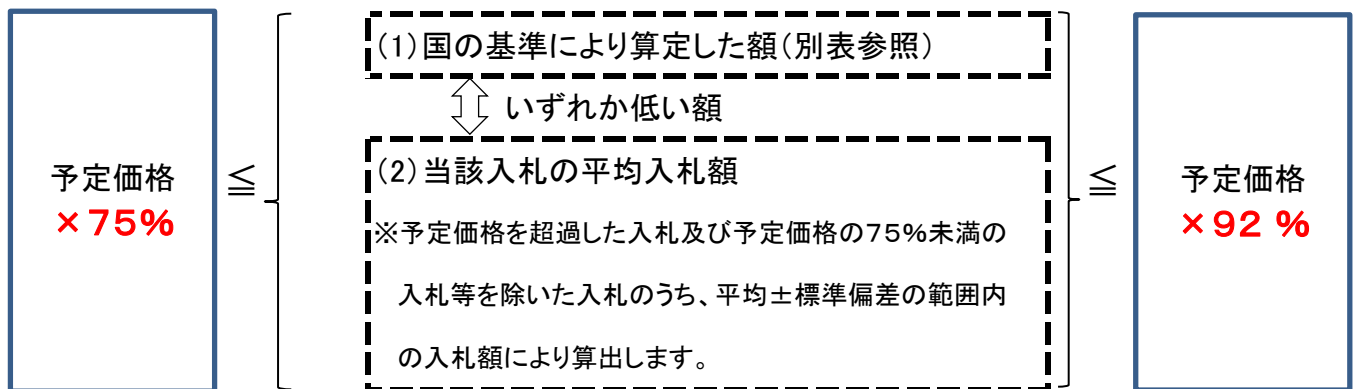 予定価格
×75%
≦
(1)国の基準により算定した額(別表参照)
いずれか低い額
(2)当該入札の平均入札額
※予定価格を超過した入札及び予定価格の75%未満の
入札等を除いた入札のうち、平均±標準偏差の範囲内
の入札額により算出します。
≦
予定価格
×92 %